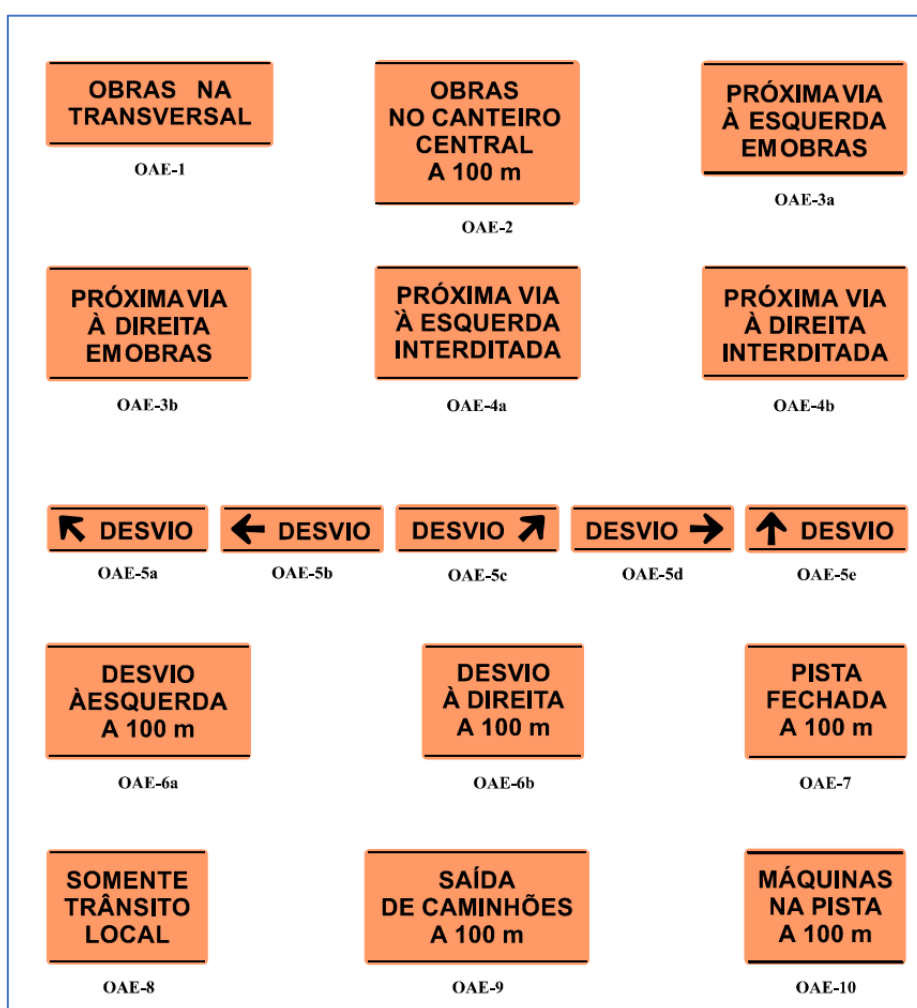 OBRAS NA
TRANSVERSAL
OAE-1
OBRAS
NO CANTEIRO
CENTRAL
A 100 m
OAE-2
PRÓXIMA VIA
À ESQUERDA
EM OBRAS
OAE-3a
PRÓXIMA VIA
À DIREITA
EM OBRAS
OAE-3b
PRÓXIMA VIA
À ESQUERDA
INTERDITADA
OAE-4a
PRÓXIMA VIA
À DIREITA
INTERDITADA
OAE-4b
DESVIO
OAE-5a
DESVIO
OAE-5b
DESVIO
OAE-5c
DESVIO
OAE-5d
DESVIO
OAE-5e
DESVIO
ÀESQUERDA
A 100 m
OAE-6a
DESVIO
À DIREITA
A 100 m
OAE-6b
PISTA
FECHADA
A 100 m
OAE-7
SOMENTE
TRÂNSITO
LOCAL
OAE-8
SAÍDA
DE CAMINHÕES
A 100 m
OAE-9
MÁQUINAS
NA PISTA
A 100 m
OAE-10